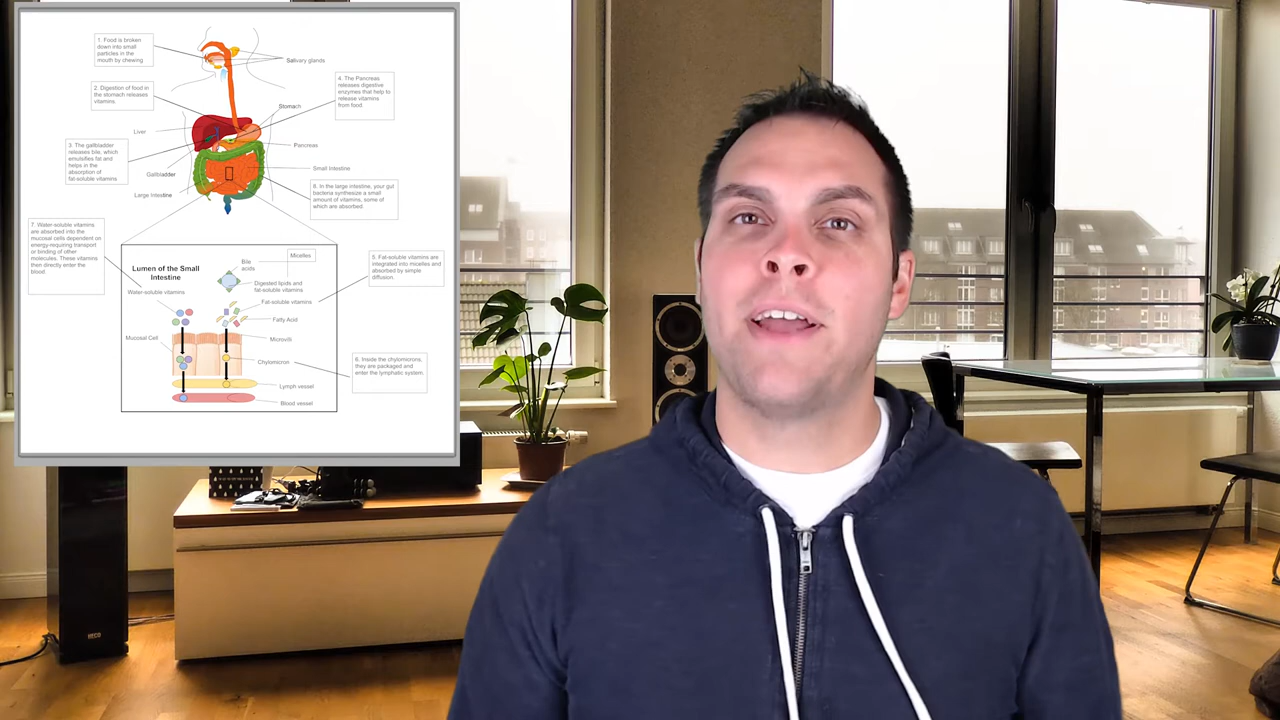 1. Food is broken
down into small
particles in the
mouth by chewing
Salivary glands
2. Digestion of food in
the stomach releases
vitamins
4. The Pancreas
releases digestive
enzymes that help to
release vitamins
from food.
Stomach
Liver
Pancreas
3. The gallbladder
releases bile, which
emulsifies fat and
helps in the
absorption of
fat-soluble vitamins
Gallbladder
Small Intestine
Large Intestine
8. In the large intestine, your gut
bacteria synthesize a small
amount of vitamins, some of
which are absorbed.
7. Water-soluble vitamins
are absorbed into the
mucosal cells dependent on
energy-requiring transport
or binding of other
molecules. These vitamins
then directly enter the
blood
Lumen of the Small
Intestine
Bile
acids
Micelles
Digested lipids and
fat-soluble vitamins
5. Fat-soluble vitamins are
integrated into micelles and
absorbed by simple
diffusion.
Water-soluble vitamins
Fat-soluble vitamins
Fatty Acid
Mucosal Cell
Microvilli
Chylomicron
6. Inside the chylomicrons,
they are packaged and
enter the lymphatic system.
Lymph vessel
Blood vessel
HECO